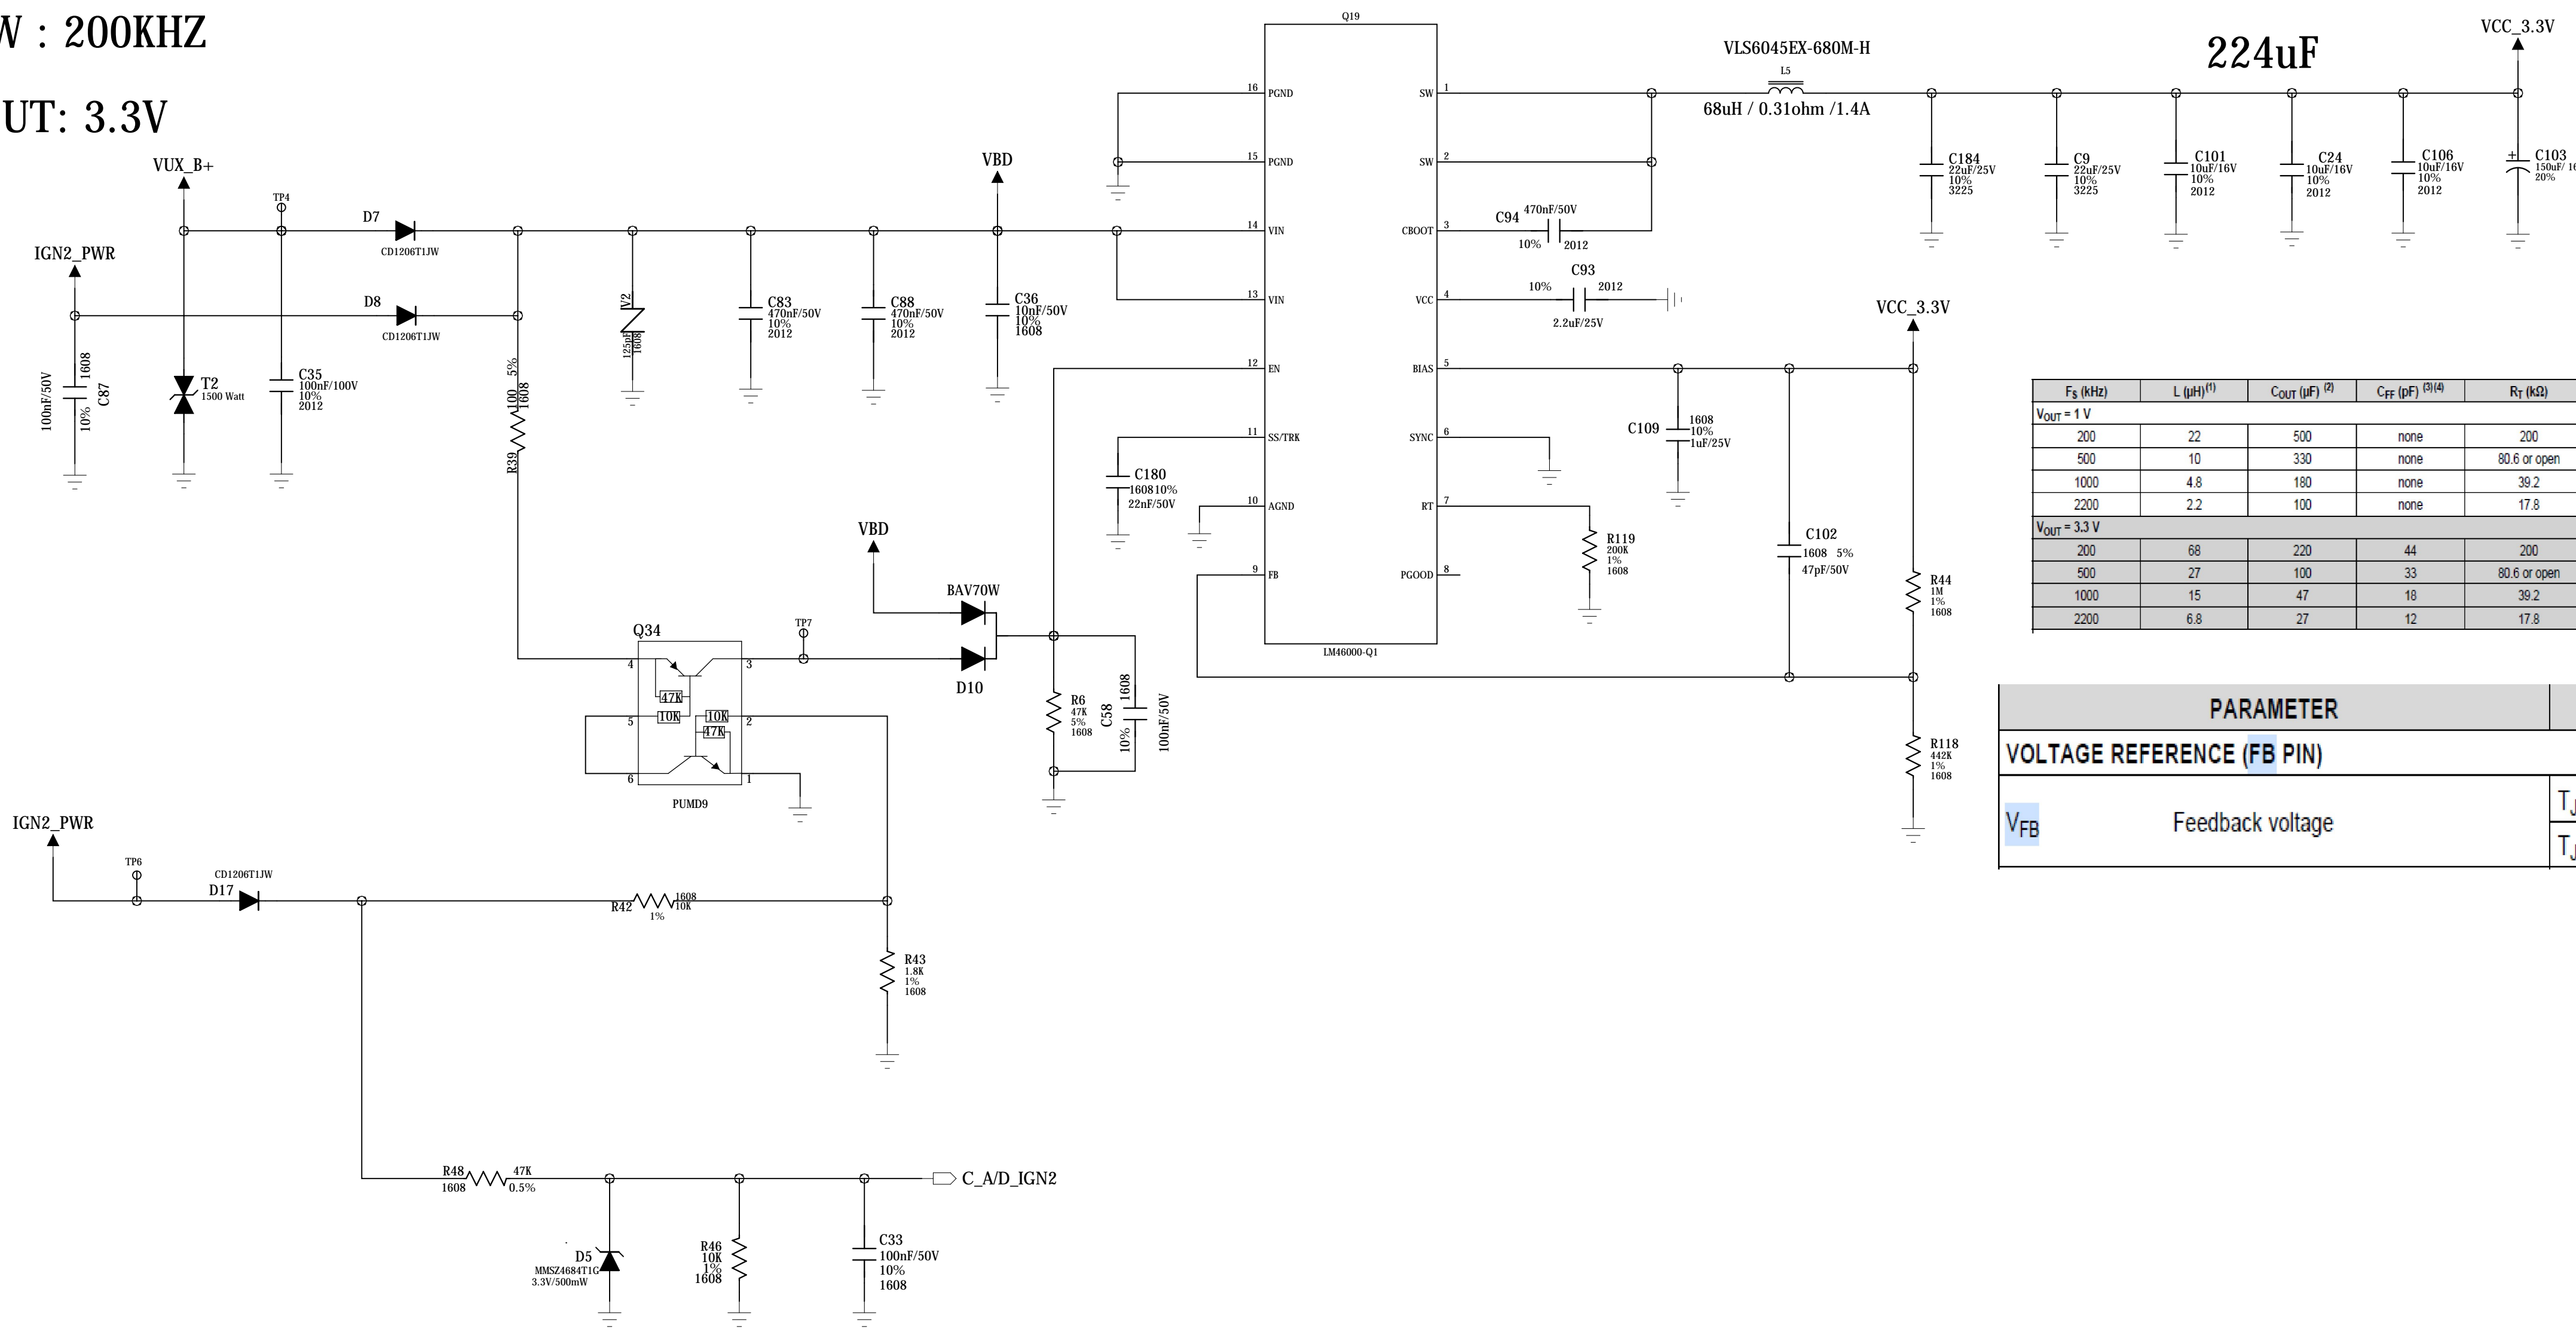 W : 200KHZ
UT: 3.3V
224uF
VCC_3.3V
Q19
VLS6045EX-680M-H
L5
68uH / 0.31ohm /1.4A
16 PGND
15 PGND
14 VIN
13 VIN
12 EN
11 SS/TRK
10 AGND
9 FB
SW 1
SW 2
CBOOT 3
VCC 4
BIAS 5
SYNC 6
RT 7
PGOOD 8
LM46000-Q1
C184
22uF/25V
10%
3225
C9
22uF/25V
10%
3225
C101
10uF/16V
10%
2012
C24
10uF/16V
10%
2012
C106
10uF/16V
10%
2012
C103
20%
VUX_B+
TP4
D7
CD1206T1JW
IGN2_PWR
D8
CD1206T1JW
VBD
C94
470nF/50V
10% 2012
C93
10% 2012
2.2uF/25V
100nF/50V
10%
1608
C87
T2
1500 Watt
C35
100nF/100V
10%
2012
100 5%
1608
R39
V2
125pF
1608
C83
470nF/50V
10%
2012
C88
470nF/50V
10%
2012
C36
10nF/50V
10%
1608
VCC_3.3V
C109
1608
10%
1uF/25V
C180
160810%
22nF/50V
R119
200K
1%
1608
C102
1608 5%
47pF/50V
R44
1M
1%
1608
R118
442K
1%
1608
VBD
BAV70W
TP7
D10
Q34
4
3
47K
10K
10K
47K
5
2
6
1
PUMD9
R6
47K
5%
1608
C58
10%
1608
100nF/50V
IGN2_PWR
TP6
CD1206T1JW
D17
R42
1608
10K
1%
R43
1.8K
1%
1608
R48
47K
1608
0.5%
C_A/D_IGN2
D5
MMSZ4684T1G
3.3V/500mW
R46
10K
1%
1608
C33
100nF/50V
10%
1608
FS (kHz) L (µH)(1) COUT (µF) (2) CFF (pF) (3)(4) RT (kΩ)
VOUT = 1 V
200 22 500 none 200
500 10 330 none 80.6 or open
1000 4.8 180 none 39.2
2200 2.2 100 none 17.8
VOUT = 3.3 V
200 68 220 44 200
500 27 100 33 80.6 or open
1000 15 47 18 39.2
2200 6.8 27 12 17.8
PARAMETER
VOLTAGE REFERENCE (FB PIN)
VFB Feedback voltage